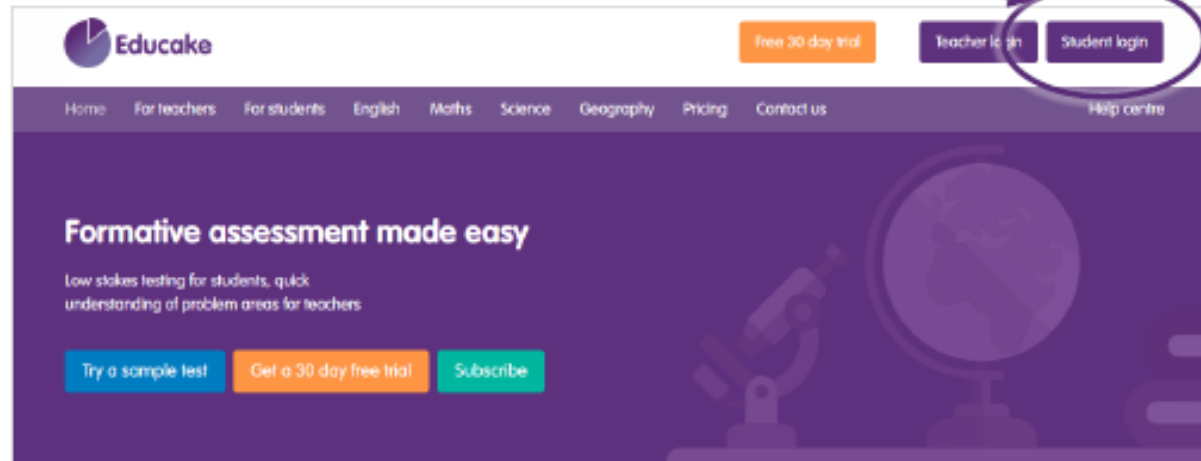 Educake
Free 30 day trial
Teacher login
Student login
Home For teachers For students English Maths Science Geography Pricing Contact us Help centre
Formative assessment made easy
Low stakes testing for students, quick
understanding of problem areas for teachers
Try a sample test
Get a 30 day free trial
Subscribe